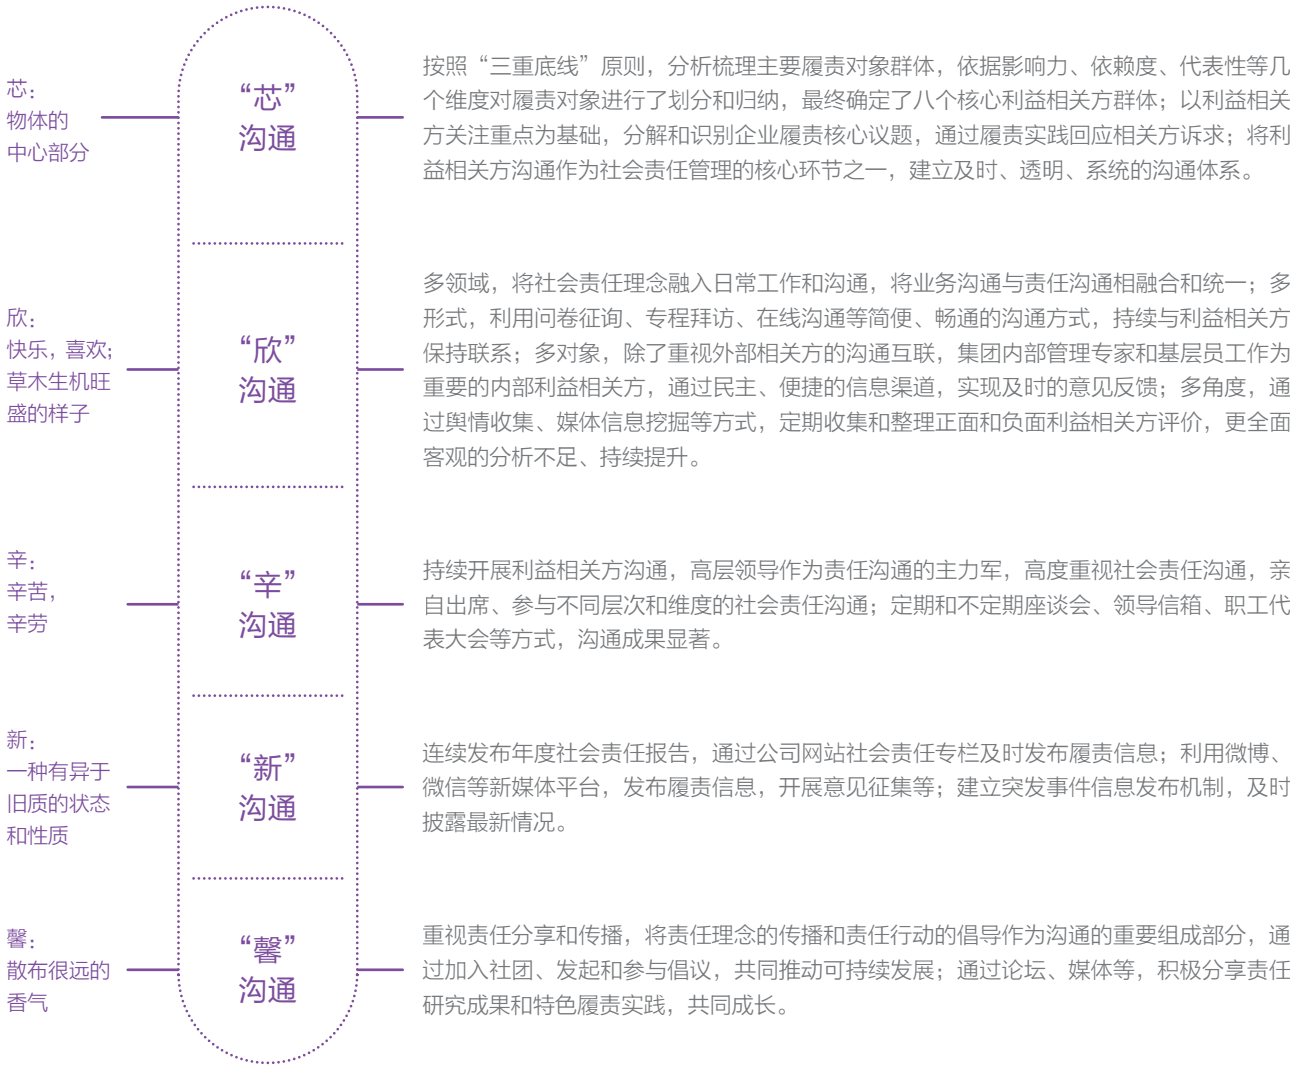 芯：
物体的
中心部分
“芯”
沟通
按照“三重底线”原则，分析梳理主要履责对象群体，依据影响力、依赖度、代表性等几
个维度对履责对象进行了划分和归纳，最终确定了八个核心利益相关方群体；以利益相关
方关注重点为基础，分解和识别企业履责核心议题，通过履责实践回应相关方诉求；将利
益相关方沟通作为社会责任管理的核心环节之一，建立及时、透明、系统的沟通体系。
欣：
快乐，喜欢；
草木生机旺
盛的样子
“欣”
沟通
多领域，将社会责任理念融入日常工作和沟通，将业务沟通与责任沟通相融合和统一；多
形式，利用问卷征询、专程拜访、在线沟通等简便、畅通的沟通方式，持续与利益相关方
保持联系；多对象，除了重视外部相关方的沟通互联，集团内部管理专家和基层员工作为
重要的内部利益相关方，通过民主、便捷的信息渠道，实现及时的意见反馈；多角度，通
过舆情收集、媒体信息挖掘等方式，定期收集和整理正面和负面利益相关方评价，更全面
客观的分析不足、持续提升。
辛：
辛苦，
辛劳
“辛”
沟通
持续开展利益相关方沟通，高层领导作为责任沟通的主力军，高度重视社会责任沟通，亲
自出席、参与不同层次和维度的社会责任沟通；定期和不定期座谈会、领导信箱、职工代
表大会等方式，沟通成果显著。
新：
一种有异于
旧质的状态
和性质
“新”
沟通
连续发布年度社会责任报告，通过公司网站社会责任专栏及时发布履责信息；利用微博、
微信等新媒体平台，发布履责信息，开展意见征集等；建立突发事件信息发布机制，及时
披露最新情况。
馨：
散布很远的
香气
“馨”
沟通
重视责任分享和传播，将责任理念的传播和责任行动的倡导作为沟通的重要组成部分，通
过加入社团、发起和参与倡议，共同推动可持续发展；通过论坛、媒体等，积极分享责任
研究成果和特色履责实践，共同成长。